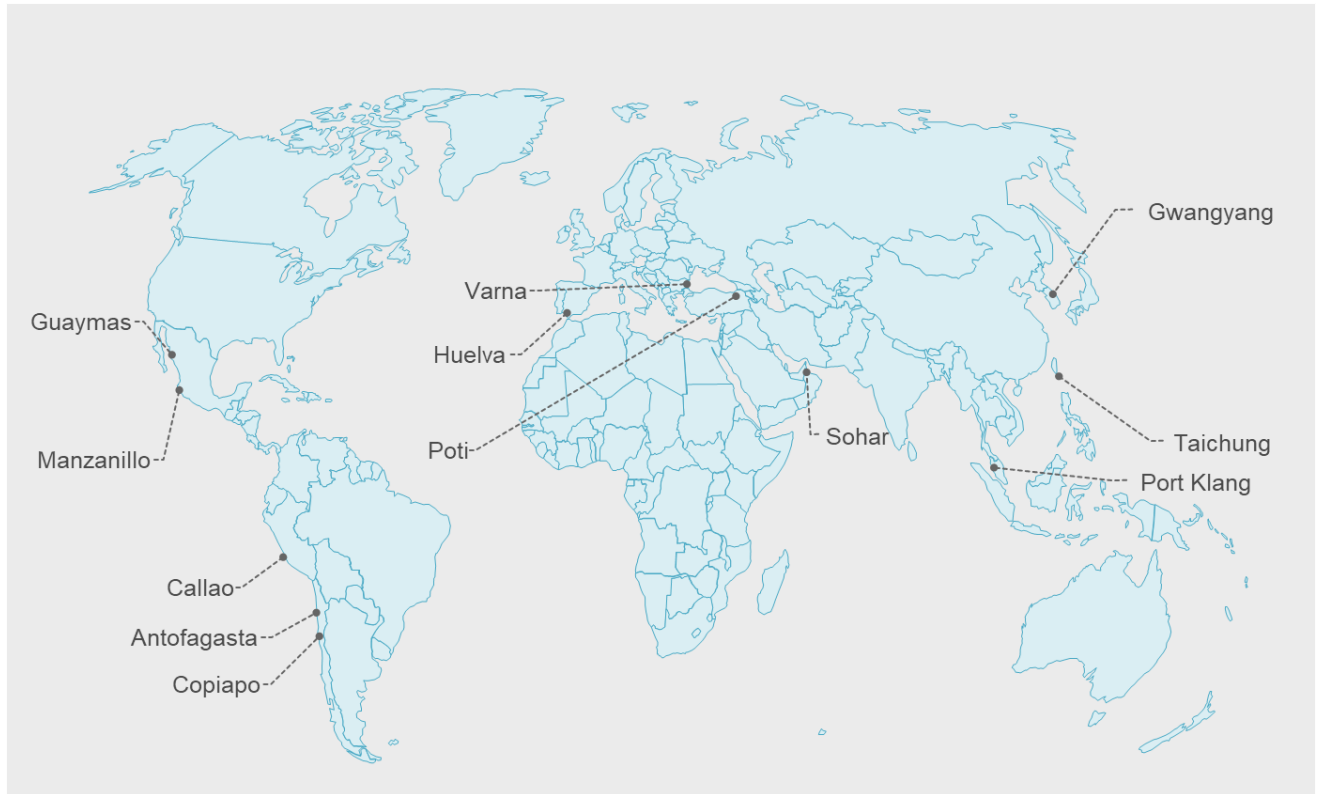 Gwangyang
Varna
Guaymas
Huelva
Sohar
Taichung
Poti
Manzanillo
Port Klang
Callao
Antofagasta
Copiapo